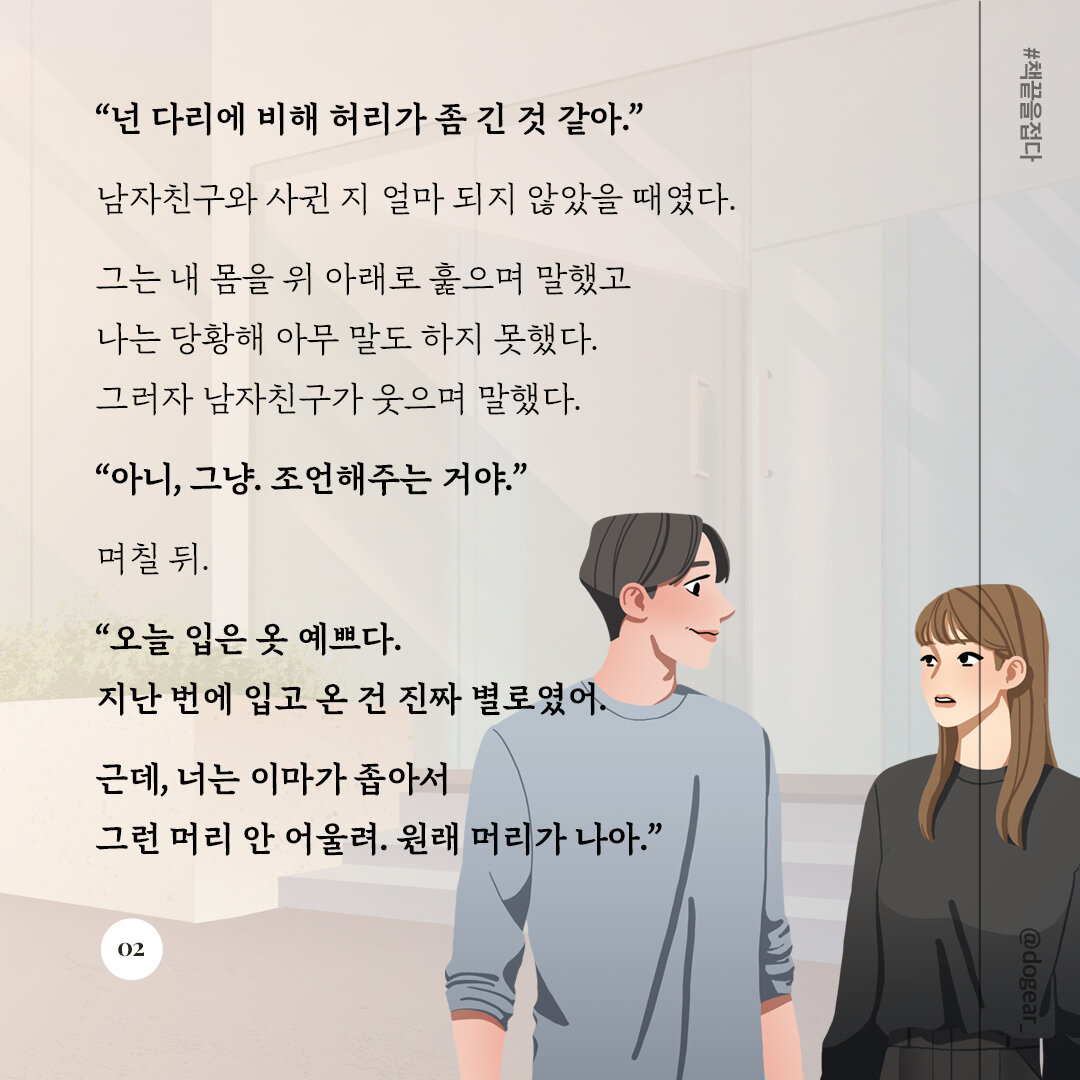 “넌 다리에 비해 허리가 좀 긴 것 같아.”
남자친구와 사귄 지 얼마 되지 않았을 때였다.
그는 내 몸을 위 아래로 훑으며 말했고
나는 당황해 아무 말도 하지 못했다.
그러자 남자친구가 웃으며 말했다.
“아니, 그냥. 조언해주는 거야.”
며칠 뒤.
“오늘 입은 옷 예쁘다.
지난 번에 입고 온 건 진짜 별로였어.
근데, 너는 이마가 좁아서
그런 머리 안 어울려. 원래 머리가 나아.”
02
#책끝을접다
@dogear_